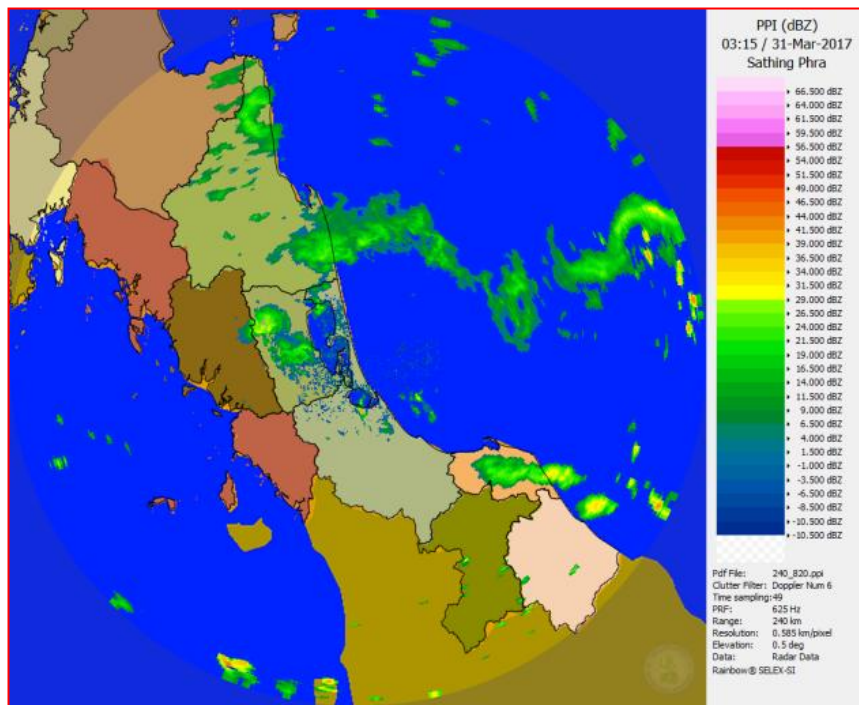 PPI (dBZ)
03:15 / 31-Mar-2017
Sathing Phra
66.500 dBZ
64.000 dBZ
61.500 dBZ
59.500 dBZ
56.500 dBZ
54.000 dBZ
51.500 dBZ
49.000 dBZ
46.500 dBZ
44.000 dBZ
41.500 dBZ
39.000 dBZ
36.500 dBZ
34.000 dBZ
31.500 dBZ
29.000 dBZ
26.500 dBZ
24.000 dBZ
21.500 dBZ
19.000 dBZ
16.500 dBZ
14.000 dBZ
11.500 dBZ
9.000 dBZ
6.500 dBZ
4.000 dBZ
1.500 dBZ
-1.000 dBZ
-3.500 dBZ
-6.500 dBZ
-8.500 dBZ
-10.500 dBZ
-10.500 dBZ
Pdf File: 240_820.ppi
Clutter Filter: Doppler Num 6
Time sampling:49
PRF: 625 Hz
Range: 240 km
Resolution: 0.585 km/pixel
Elevation: 0.5 deg
Data: Radar Data
Rainbow® SELEX-SI